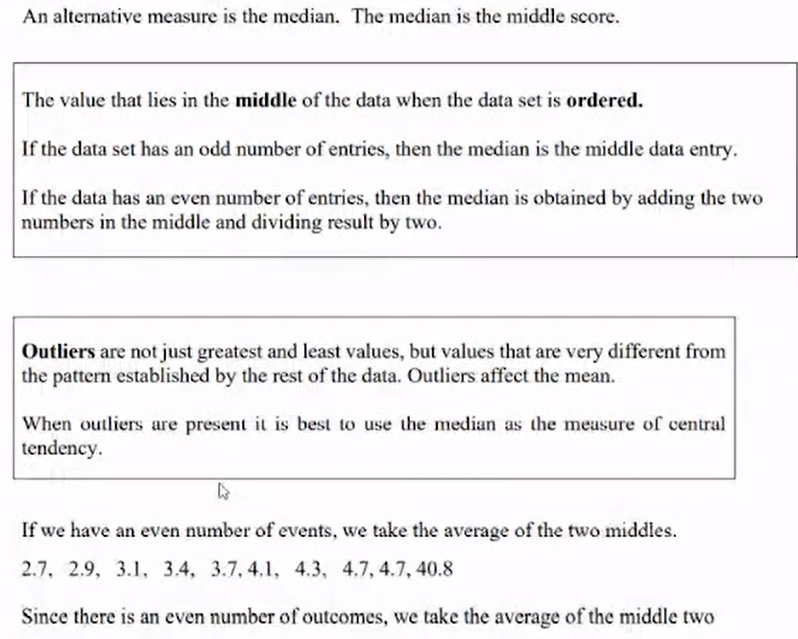 An alternative measure is the median. The median is the middle score.
The value that lies in the middle of the data when the data set is ordered.
If the data set has an odd number of entries, then the median is the middle data entry.
If the data has an even number of entries, then the median is obtained by adding the two
numbers in the middle and dividing result by two.
Outliers are not just greatest and least values, but values that are very different from
the pattern established by the rest of the data. Outliers affect the mean.
When outliers are present it is best to use the median as the measure of central
tendency.
If we have an even number of events, we take the average of the two middles.
2.7, 2.9, 3.1, 3.4, 3.7, 4.1, 4.3, 4.7, 4.7, 40.8
Since there is an even number of outcomes, we take the average of the middle two